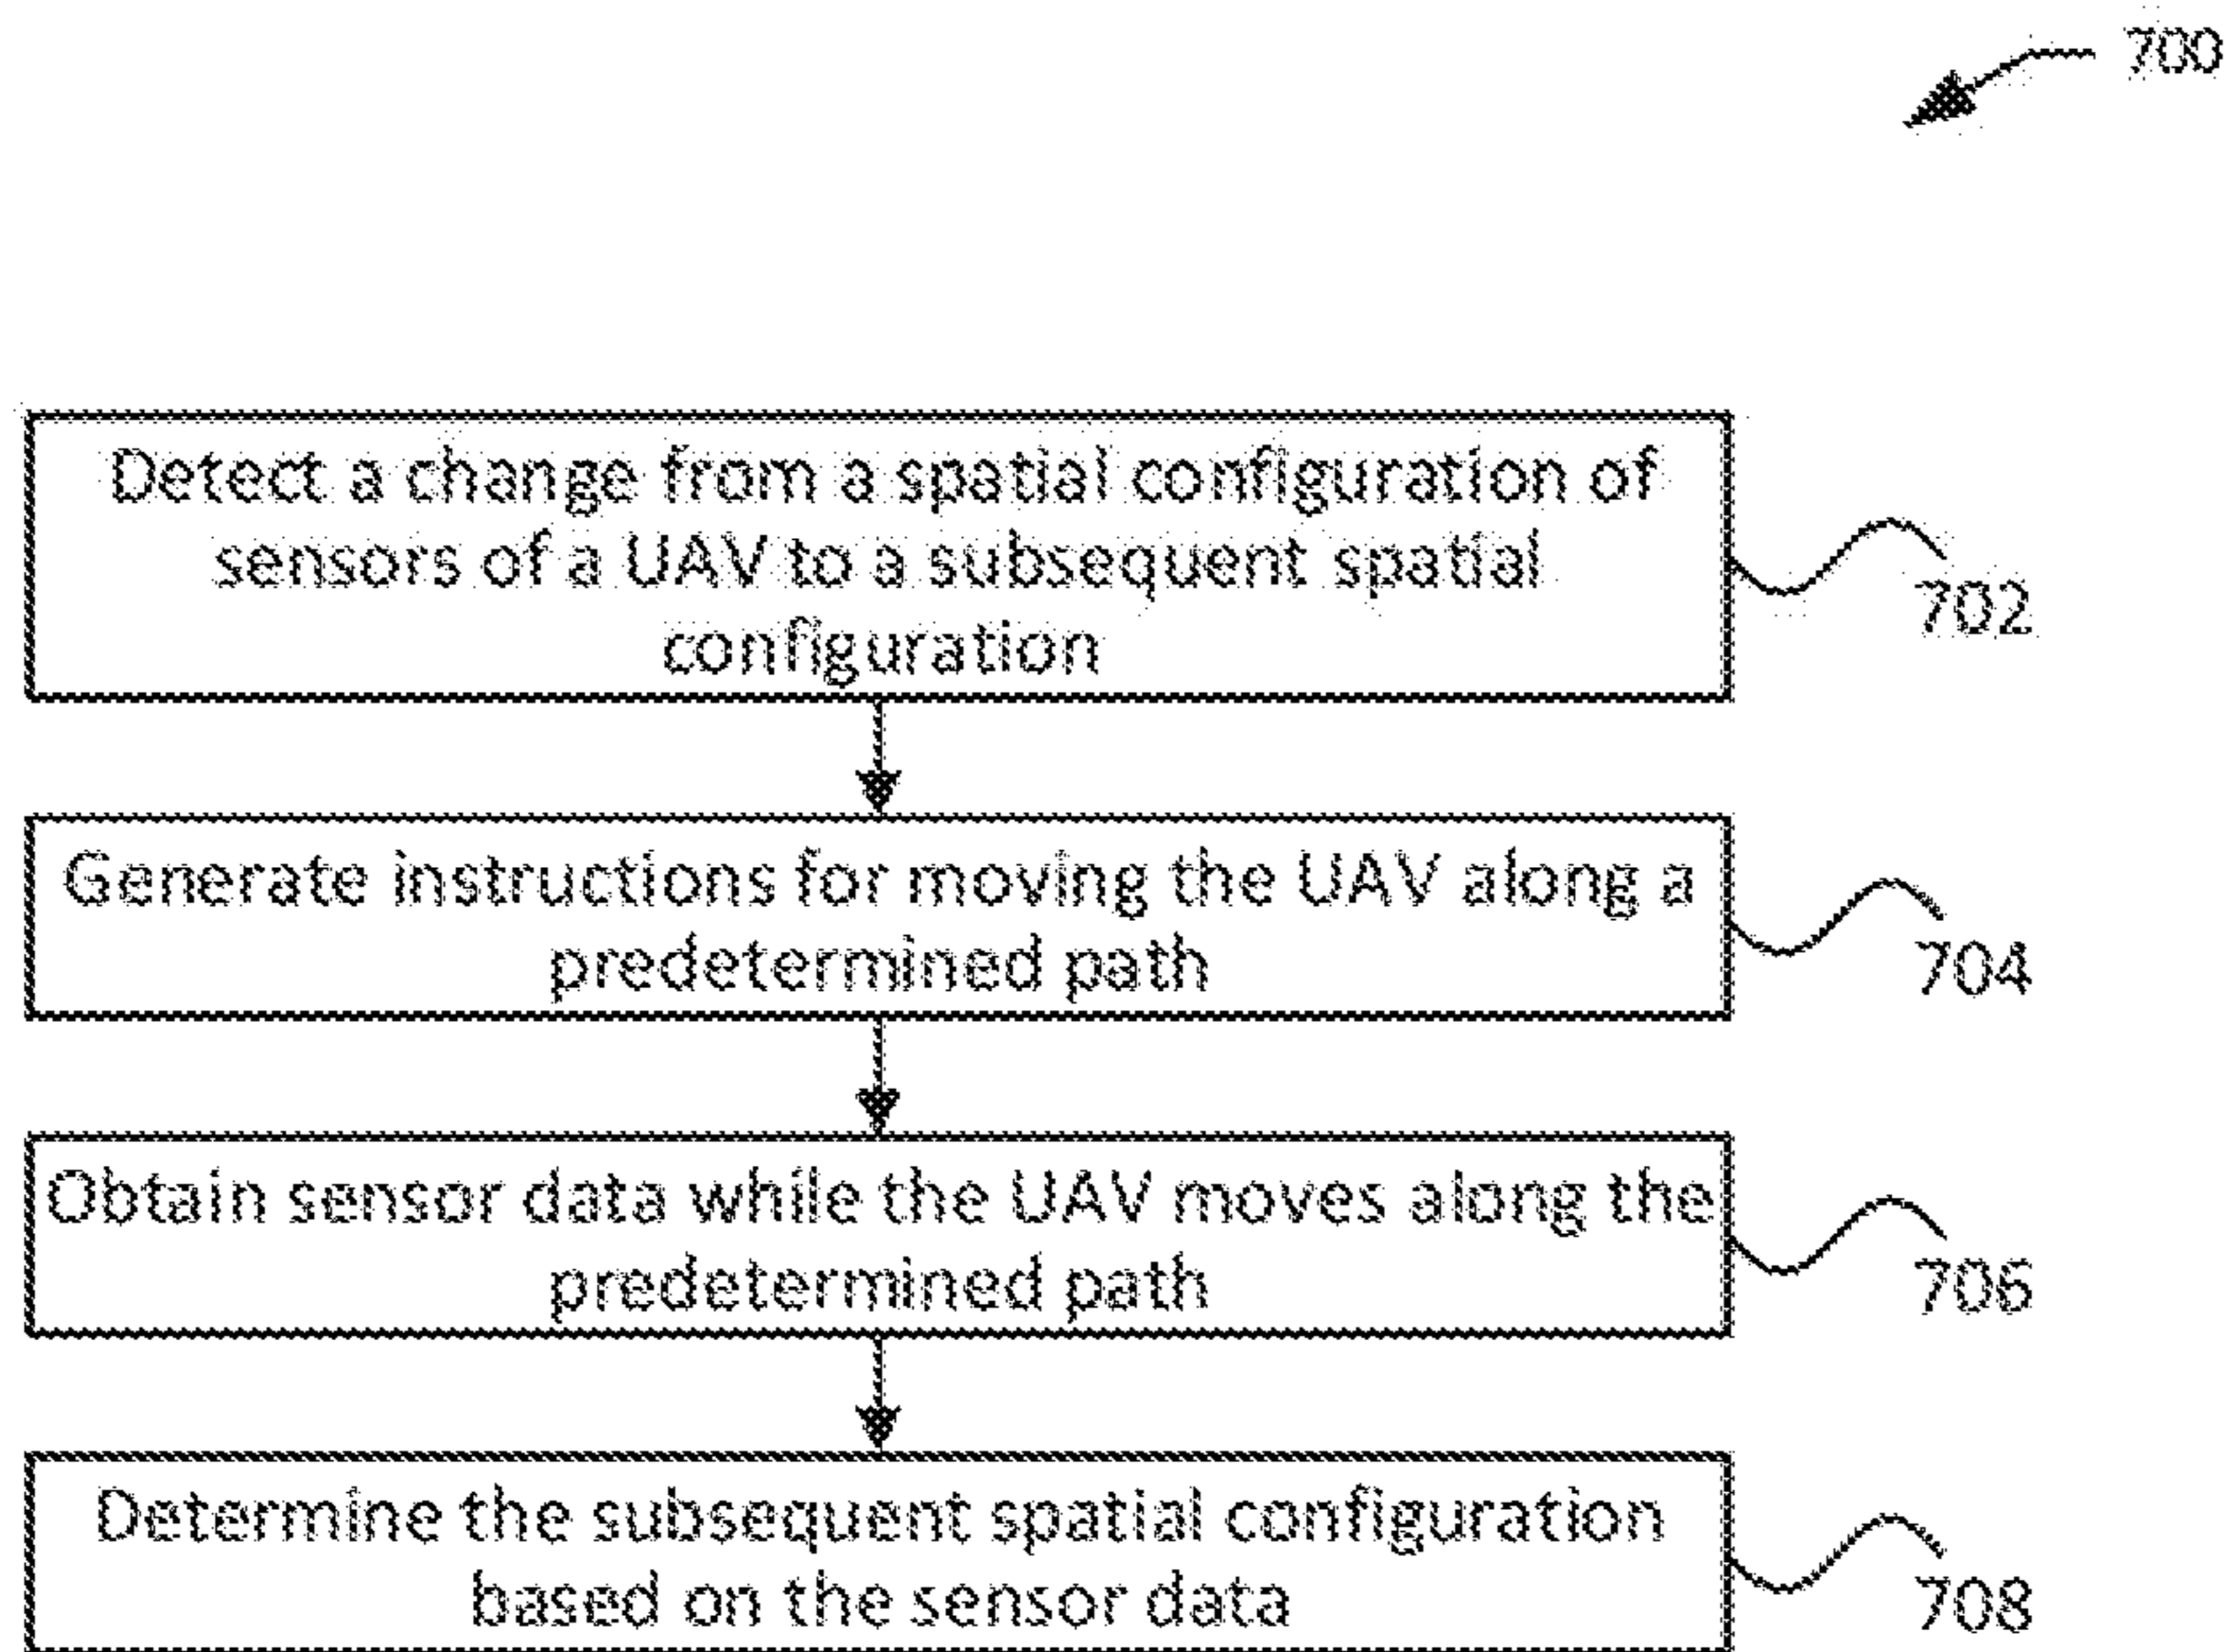 700
Detect a change from a spatial configuration of
sensors of a UAV to a subsequent spatial
configuration
702
Generate instructions for moving the UAV along a
predetermined path
704
Obtain sensor data while the UAV moves along the
predetermined path
706
Determine the subsequent spatial configuration
based on the sensor data
708